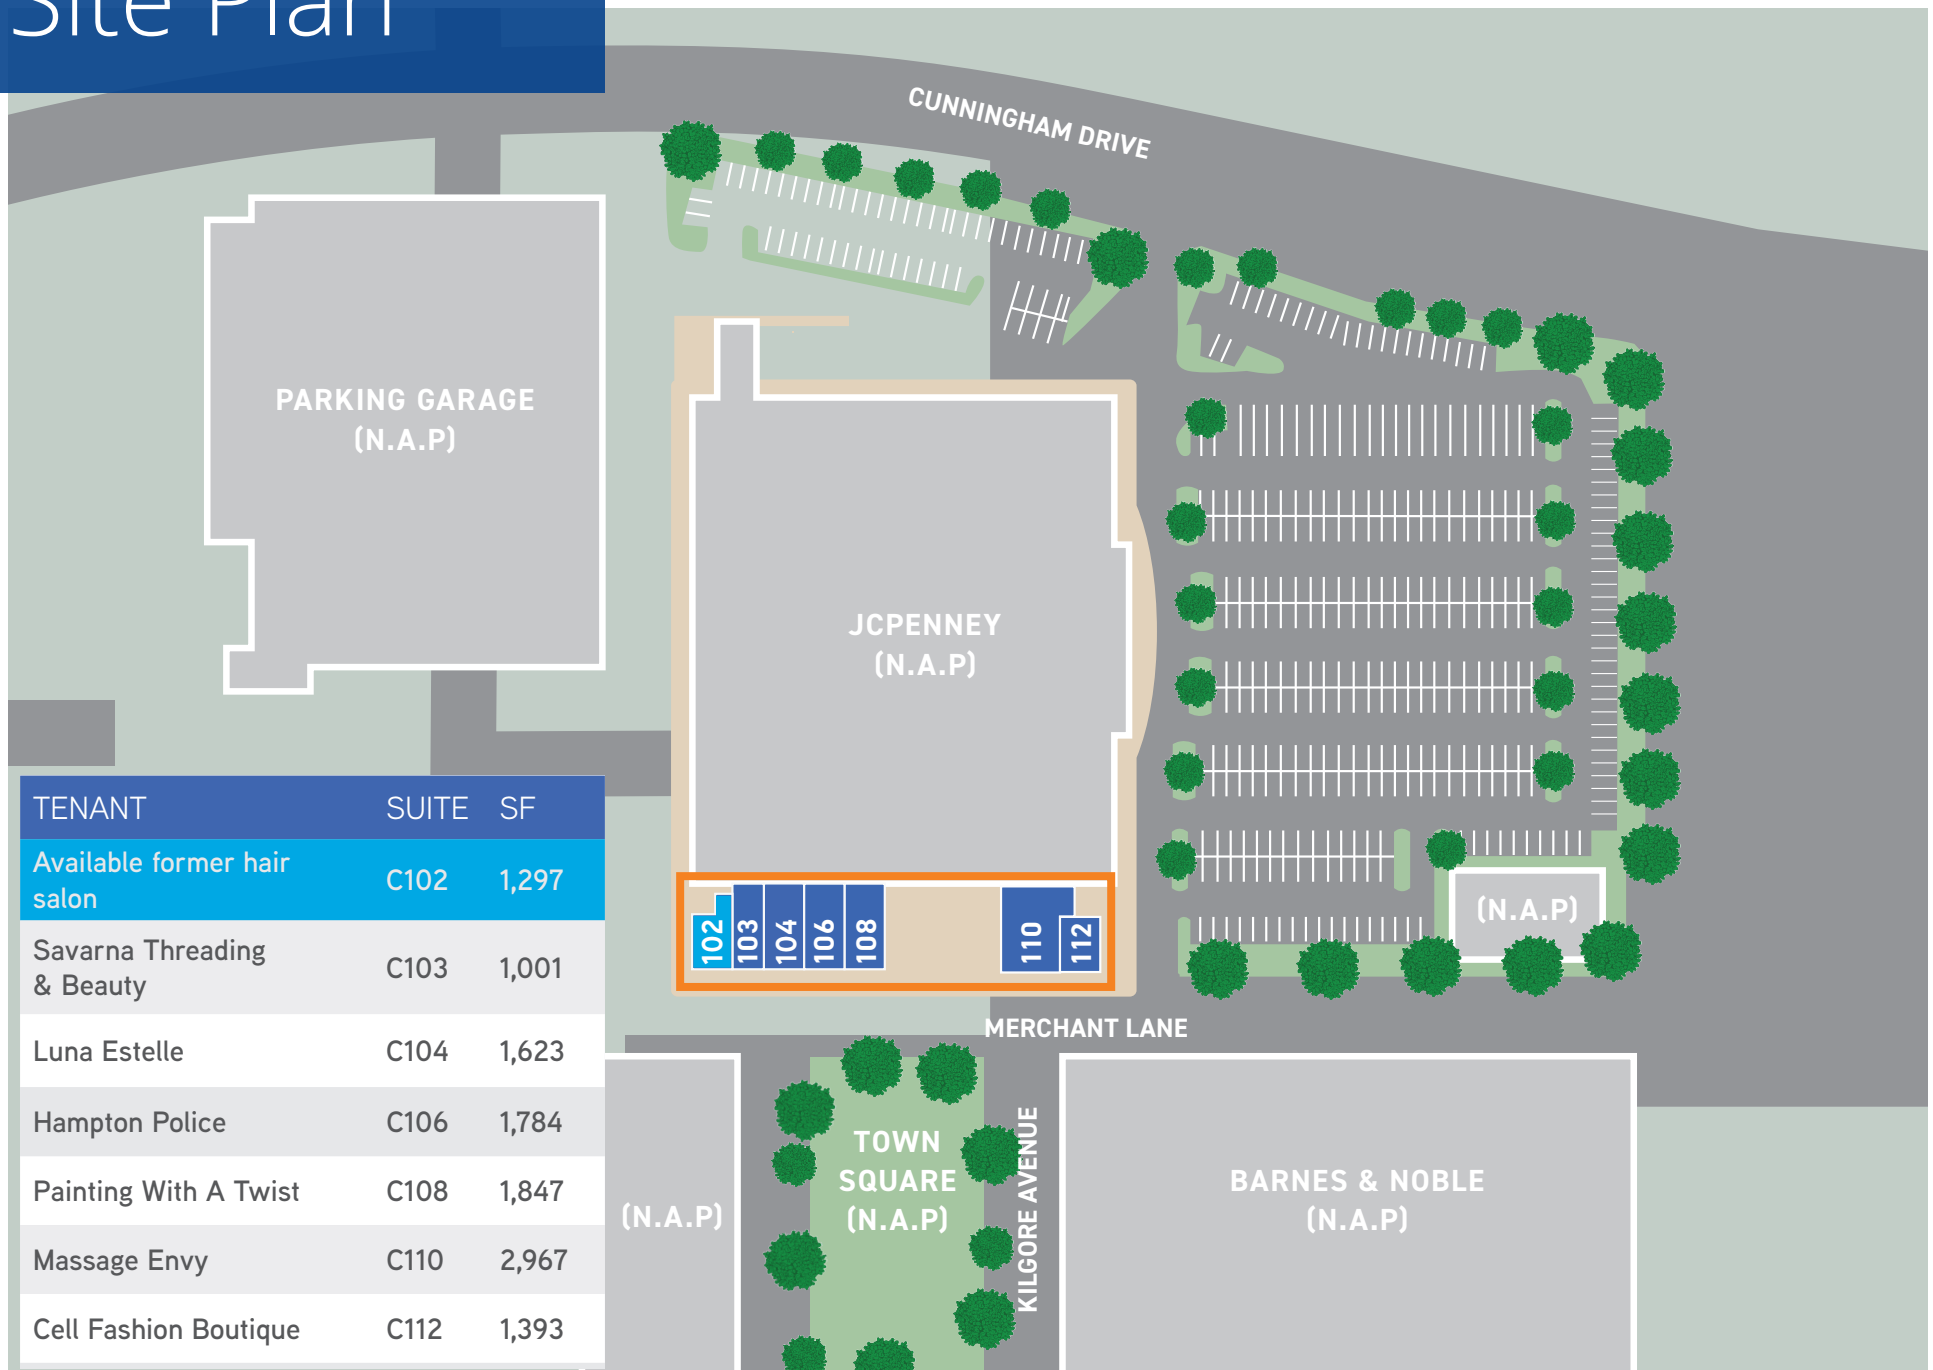 Site Plan
CUNNINGHAM DRIVE
PARKING GARAGE
(N.A.P)
JCPENNEY
(N.A.P)
TENANT SUITE SF
Available former hair
salon C102 1,297
Savarna Threading
& Beauty C103 1,001
Luna Estelle C104 1,623
Hampton Police C106 1,784
Painting With A Twist C108 1,847
Massage Envy C110 2,967
Cell Fashion Boutique C112 1,393
102
103
104
106
108
110
112
(N.A.P)
MERCHANT LANE
(N.A.P)
TOWN
SQUARE
(N.A.P)
KILGORE AVENUE
BARNES & NOBLE
(N.A.P)